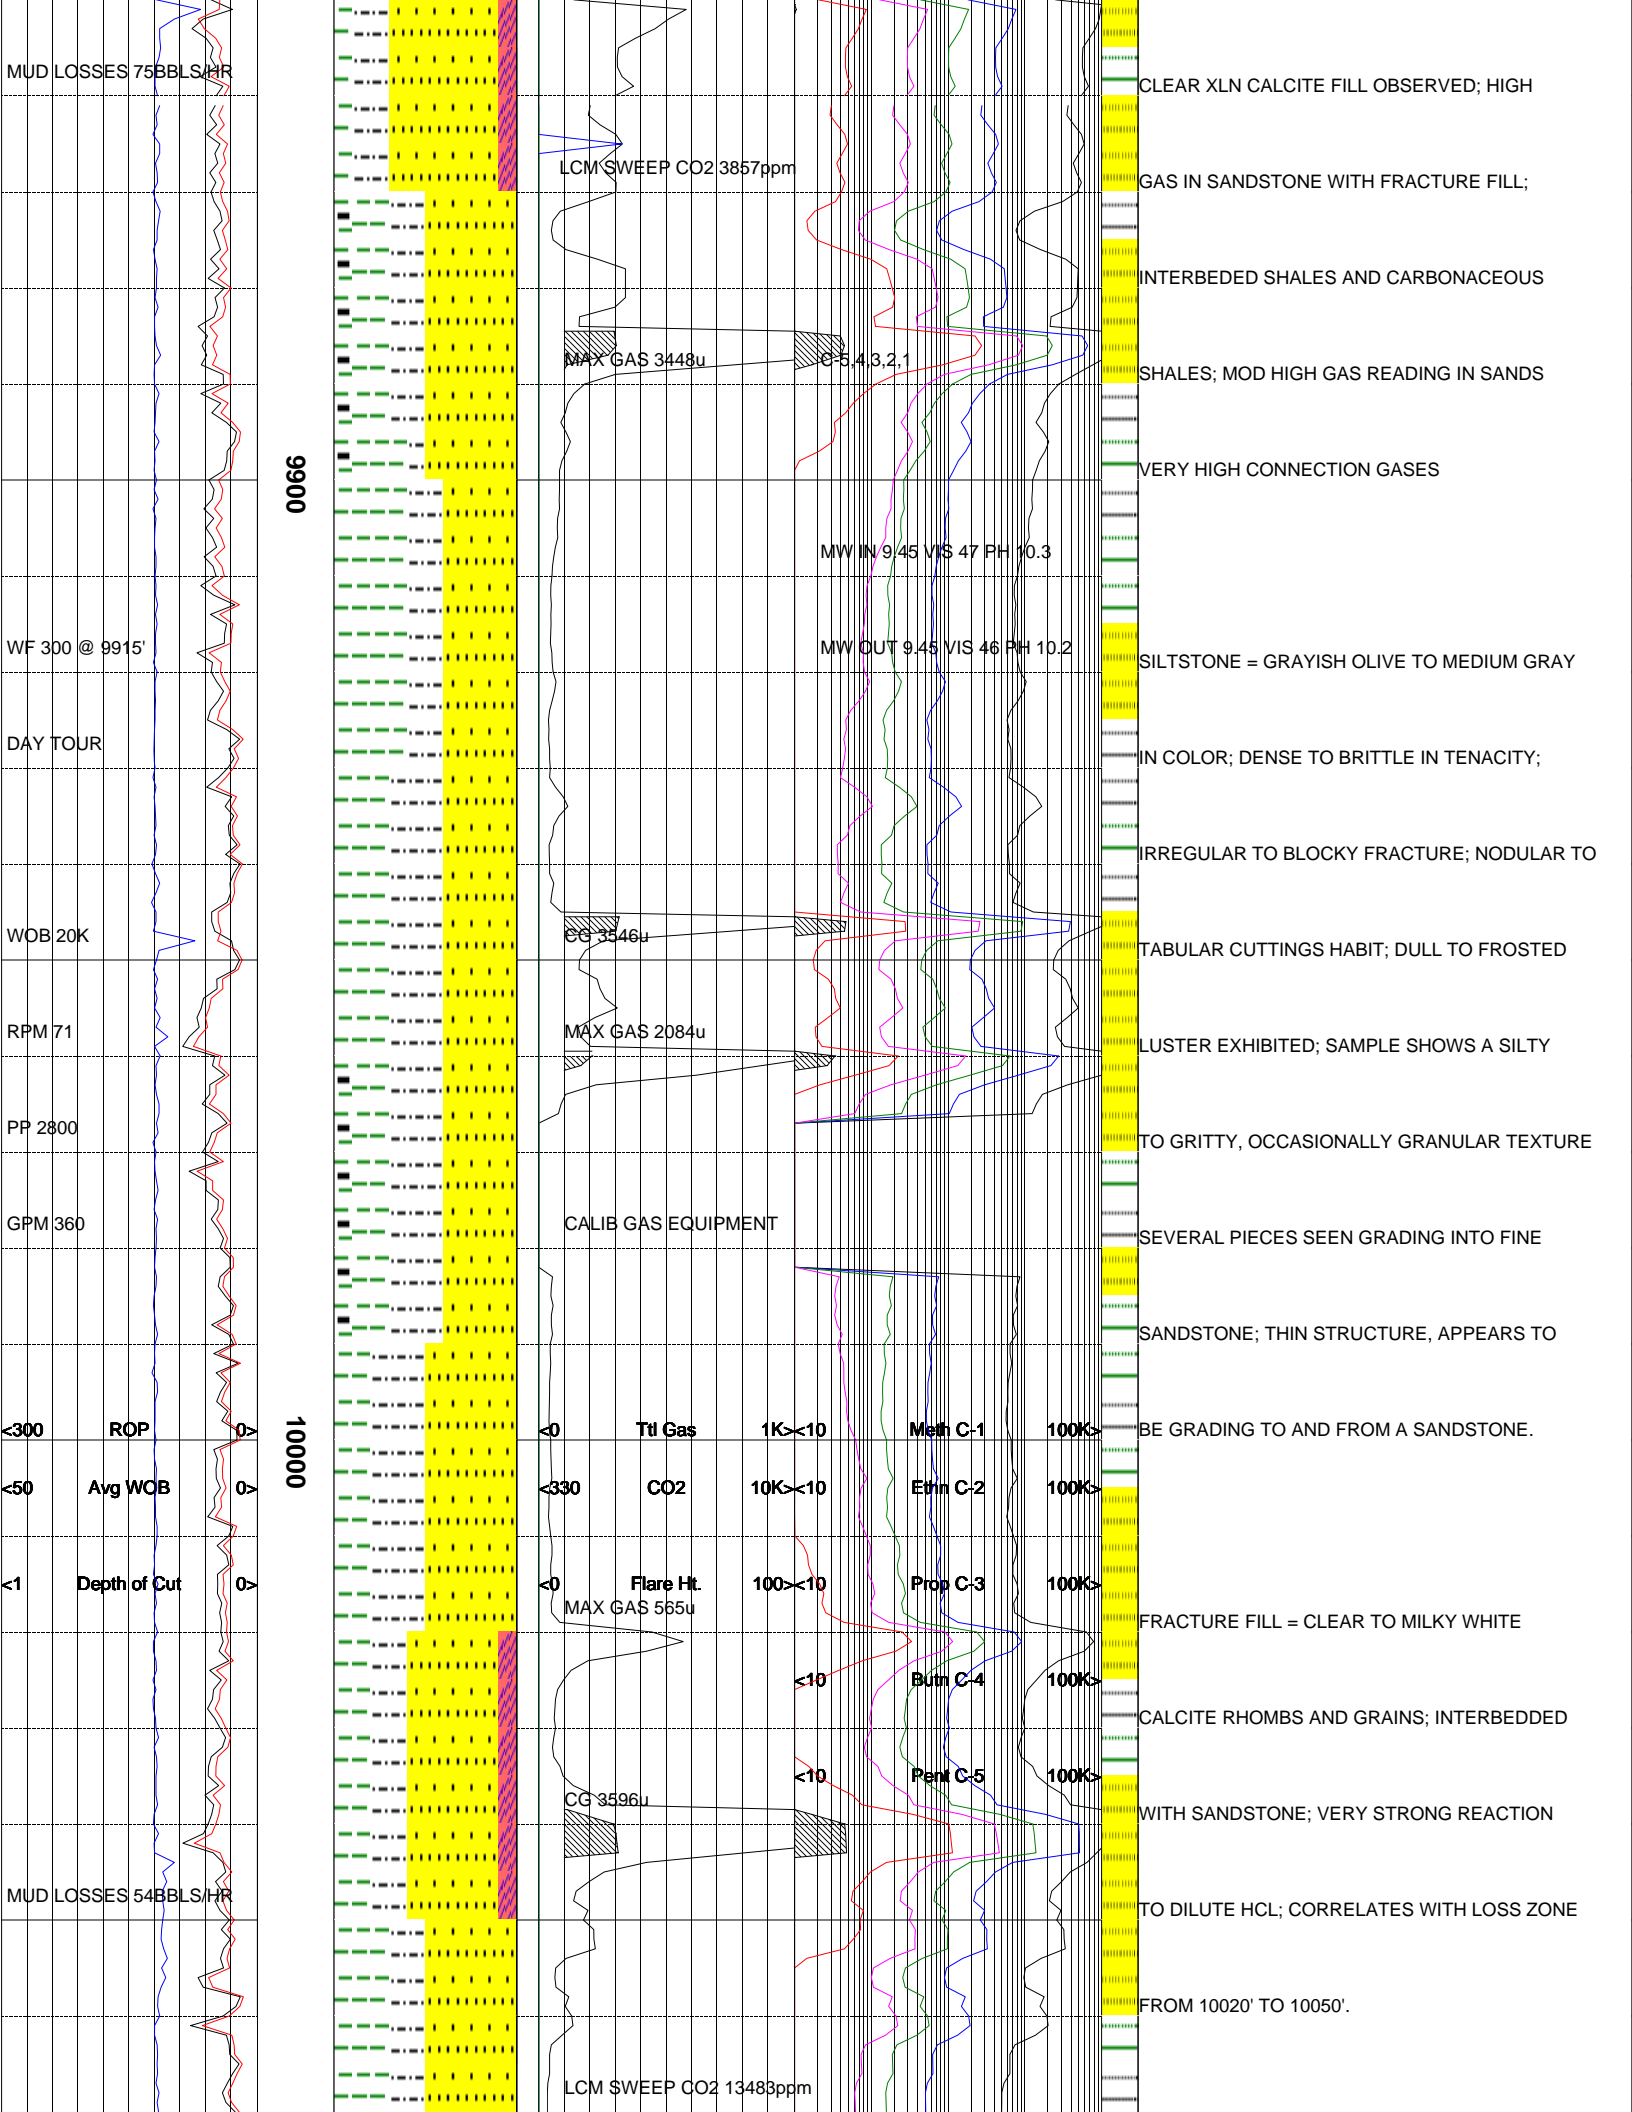 MUD LOSSES 75BBLS/HR
CLEAR XLN CALCITE FILL OBSERVED; HIGH
LCM SWEEP CO2 3857ppm
GAS IN SANDSTONE WITH FRACTURE FILL;
INTERBEDED SHALES AND CARBONACEOUS
MAX GAS 3448u
C-5,4,3,2,1
SHALES; MOD HIGH GAS READING IN SANDS
9900
VERY HIGH CONNECTION GASES
MW IN 9.45 VIS 47 PH 10.3
WF 300 @ 9915'
MW OUT 9.45 VIS 46 PH 10.2
SILTSTONE = GRAYISH OLIVE TO MEDIUM GRAY
DAY TOUR
IN COLOR; DENSE TO BRITTLE IN TENACITY;
IRREGULAR TO BLOCKY FRACTURE; NODULAR TO
WOB 20K
CG 3546u
TABULAR CUTTINGS HABIT; DULL TO FROSTED
RPM 71
MAX GAS 2084u
LUSTER EXHIBITED; SAMPLE SHOWS A SILTY
PP 2800
TO GRITTY, OCCASIONALLY GRANULAR TEXTURE
GPM 360
CALIB GAS EQUIPMENT
SEVERAL PIECES SEEN GRADING INTO FINE
SANDSTONE; THIN STRUCTURE, APPEARS TO
<300 ROP 0>
10000
<0 Ttl Gas 1K>
<10 Meth C-1 100K>
BE GRADING TO AND FROM A SANDSTONE.
<50 Avg WOB 0>
<330 CO2 10K>
<10 Ethn C-2 100K>
<1 Depth of Cut 0>
<0 Flare Ht. 100>
<10 Prop C-3 100K>
MAX GAS 565u
FRACTURE FILL = CLEAR TO MILKY WHITE
<10 Butn C-4 100K>
CALCITE RHOMBS AND GRAINS; INTERBEDDED
<10 Pent C-5 100K>
CG 3596u
WITH SANDSTONE; VERY STRONG REACTION
MUD LOSSES 54BBLS/HR
TO DILUTE HCL; CORRELATES WITH LOSS ZONE
FROM 10020' TO 10050'.
LCM SWEEP CO2 13483ppm